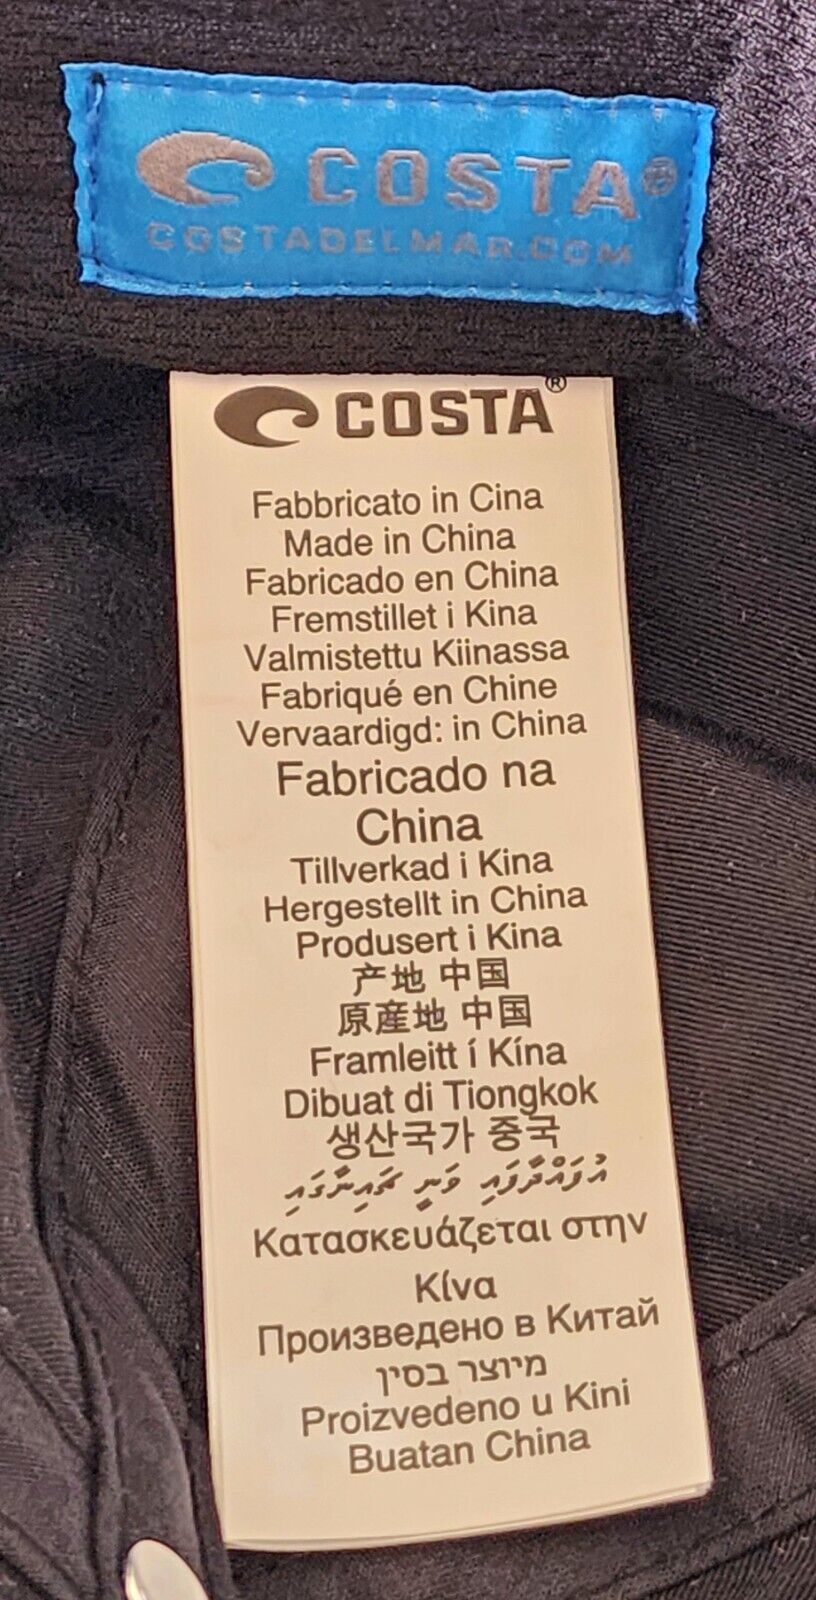 COSTA®
COSTADELMAR.COM
COSTA®
Fabbricato in Cina
Made in China
Fabricado en China
Fremstillet i Kina
Valmistettu Kiinassa
Fabriqué en Chine
Vervaardigd: in China
Fabricado na
China
Tillverkad i Kina
Hergestellt in China
Produsert i Kina
产地 中国
原産地 中国
Framleitt í Kína
Dibuat di Tiongkok
생산국가 중국
އުފައްދާފައި ވަނީ ޗައިނާގައި
Κατασκευάζεται στην
Κίνα
Произведено в Китай
מיוצר בסין
Proizvedeno u Kini
Buatan China